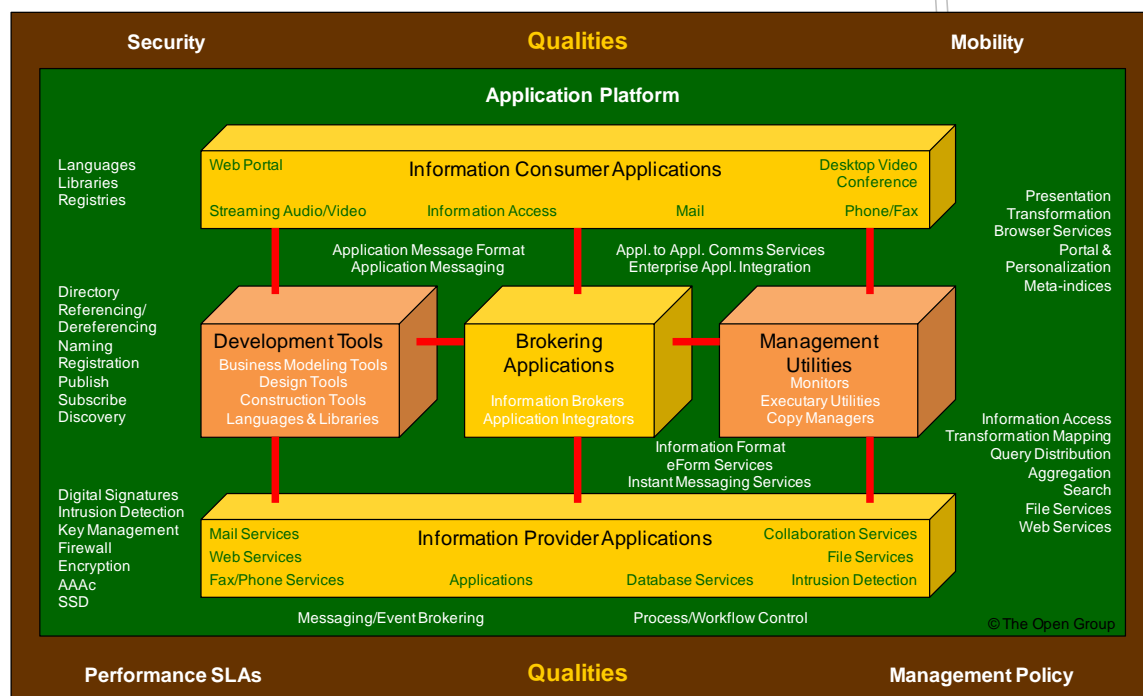 Security
Qualities
Mobility
Application Platform
Languages
Libraries
Registries
Web Portal
Information Consumer Applications
Desktop Video
Conference
Streaming Audio/Video
Information Access
Mail
Phone/Fax
Presentation
Transformation
Browser Services
Portal &
Personalization
Meta-indices
Application Message Format
Application Messaging
Appl. to Appl. Comms Services
Enterprise Appl. Integration
Directory
Referencing/
Dereferencing
Naming
Registration
Publish
Subscribe
Discovery
Development Tools
Business Modeling Tools
Design Tools
Construction Tools
Languages & Libraries
Brokering
Applications
Information Brokers
Application Integrators
Management
Utilities
Monitors
Executary Utilities
Copy Managers
Information Access
Transformation Mapping
Query Distribution
Aggregation
Search
File Services
Web Services
Information Format
eForm Services
Instant Messaging Services
Digital Signatures
Intrusion Detection
Key Management
Firewall
Encryption
AAAc
SSD
Mail Services
Information Provider Applications
Collaboration Services
Web Services
File Services
Fax/Phone Services
Applications
Database Services
Intrusion Detection
Messaging/Event Brokering
Process/Workflow Control
© The Open Group
Performance SLAs
Qualities
Management Policy